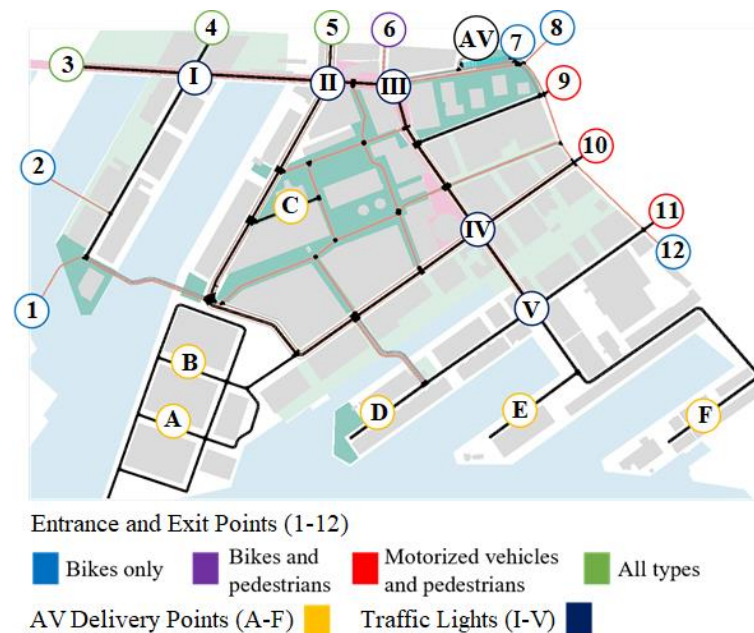 4
5
6
AV
7
8
3
I
II
III
9
2
10
C
IV
11
12
1
V
B
A
D
E
F
Entrance and Exit Points (1-12)
Bikes only
Bikes and
pedestrians
Motorized vehicles
and pedestrians
All types
AV Delivery Points (A-F)
Traffic Lights (I-V)